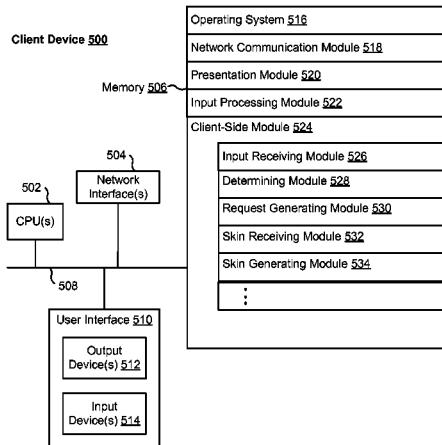 Client Device 500
Operating System 516
Network Communication Module 518
Presentation Module 520
Memory 506
Input Processing Module 522
Client-Side Module 524
Input Receiving Module 526
Determining Module 528
Request Generating Module 530
Skin Receiving Module 532
Skin Generating Module 534
⋮
504
Network
Interface(s)
502
CPU(s)
508
User Interface 510
Output
Device(s) 512
Input
Device(s) 514